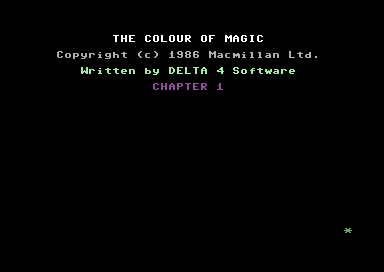 THE COLOUR OF MAGIC
Copyright (c) 1986 Macmillan Ltd.
Written by DELTA 4 Software
CHAPTER 1
*